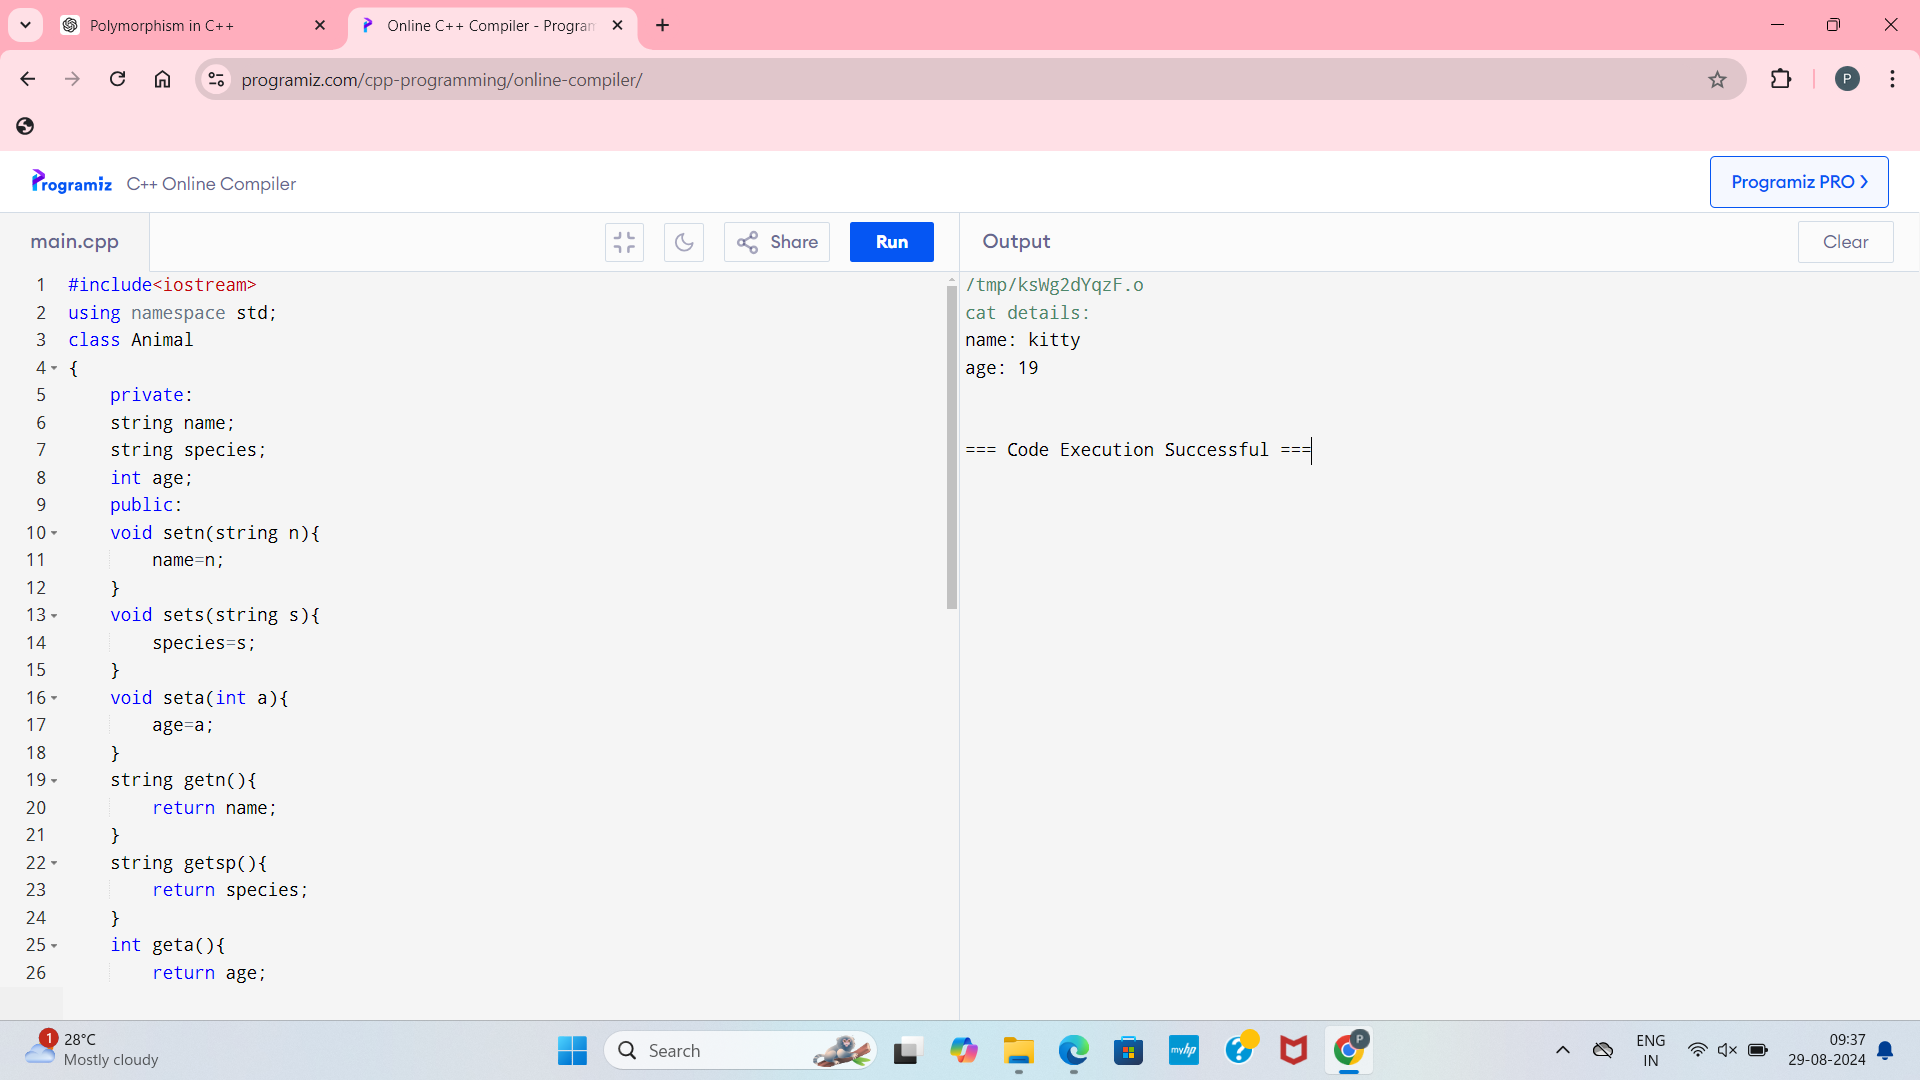 Polymorphism in C++
Online C++ Compiler - Program
programiz.com/cpp-programming/online-compiler/
P
Programiz C++ Online Compiler
Programiz PRO
main.cpp
Share
Run
Output
Clear
1 #include<iostream>
2 using namespace std;
3 class Animal
4 {
5 private:
6 string name;
7 string species;
8 int age;
9 public:
10 void setn(string n){
11 name=n;
12 }
13 void sets(string s){
14 species=s;
15 }
16 void seta(int a){
17 age=a;
18 }
19 string getn(){
20 return name;
21 }
22 string getsp(){
23 return species;
24 }
25 int geta(){
26 return age;
/tmp/ksWg2dYqzF.o
cat details:
name: kitty
age: 19
=== Code Execution Successful ===
1
28°C
Mostly cloudy
Search
myhp
P
ENG
IN
09:37
29-08-2024